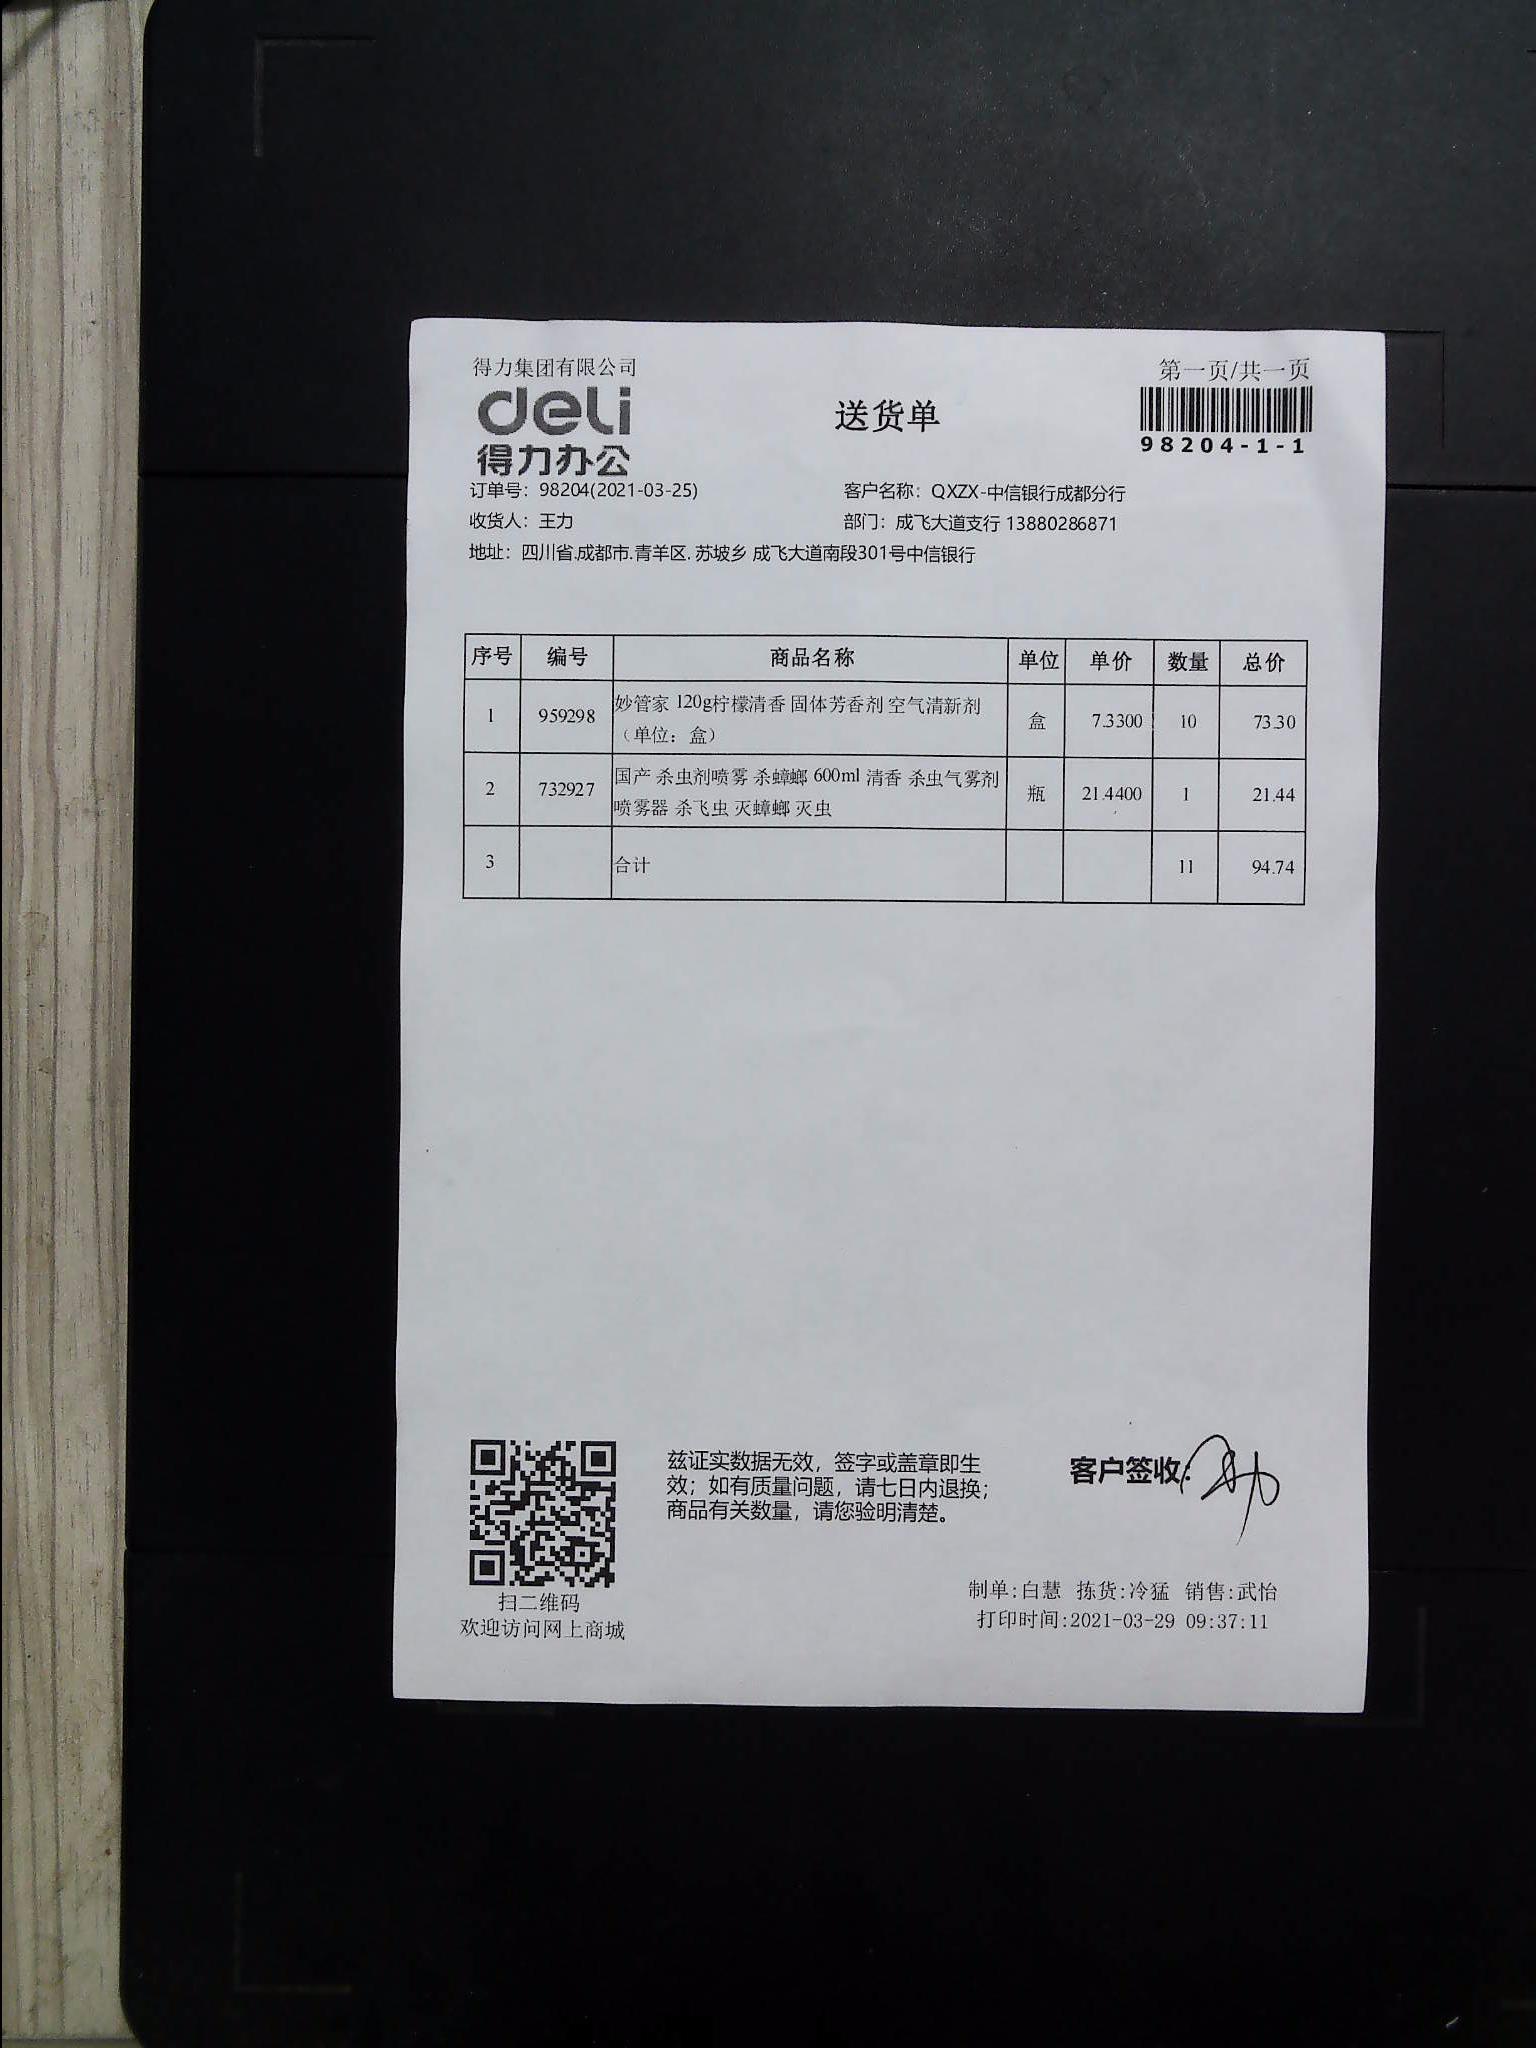 得力集团有限公司
第一页/共一页
deli
得力办公
送货单
98204-1-1
订单号：98204(2021-03-25)
客户名称：QXZX-中信银行成都分行
收货人：王力
部门：成飞大道支行 13880286871
地址：四川省.成都市.青羊区. 苏坡乡 成飞大道南段301号中信银行
序号 编号 商品名称 单位 单价 数量 总价
1 959298 妙管家 120g柠檬清香 固体芳香剂 空气清新剂 盒 7.3300 10 73.30
（单位：盒）
2 732927 国产 杀虫剂喷雾 杀蟑螂 600ml 清香 杀虫气雾剂 瓶 21.4400 1 21.44
喷雾器 杀飞虫 灭蟑螂 灭虫
3 合计 11 94.74
兹证实数据无效，签字或盖章即生
效；如有质量问题，请七日内退换；
商品有关数量，请您验明清楚。
客户签收:
扫二维码
欢迎访问网上商城
制单:白慧 拣货:冷猛 销售:武怡
打印时间:2021-03-29 09:37:11